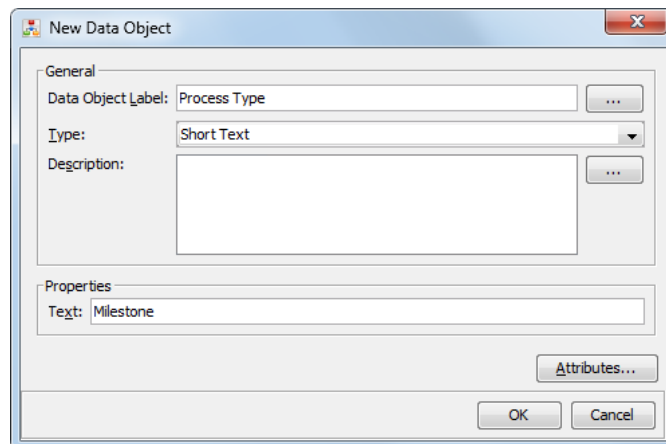 New Data Object
General
Data Object Label: Process Type ...
Type: Short Text
Description: ...
Properties
Text: Milestone
Attributes...
OK Cancel